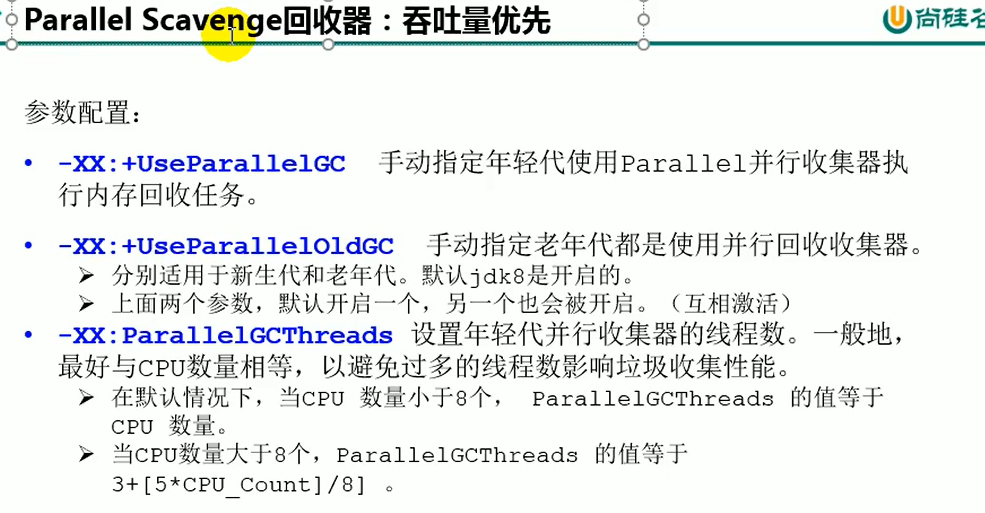 Parallel Scavenge回收器：吞吐量优先
尚硅谷
参数配置：
• -XX:+UseParallelGC 手动指定年轻代使用Parallel并行收集器执
行内存回收任务。
• -XX:+UseParallelOldGC 手动指定老年代都是使用并行回收收集器。
➢ 分别适用于新生代和老年代。默认jdk8是开启的。
➢ 上面两个参数，默认开启一个，另一个也会被开启。（互相激活）
• -XX:ParallelGCThreads 设置年轻代并行收集器的线程数。一般地，
最好与CPU数量相等，以避免过多的线程数影响垃圾收集性能。
➢ 在默认情况下，当CPU 数量小于8个， ParallelGCThreads 的值等于
CPU 数量。
➢ 当CPU数量大于8个，ParallelGCThreads 的值等于
3+[5*CPU_Count]/8] 。